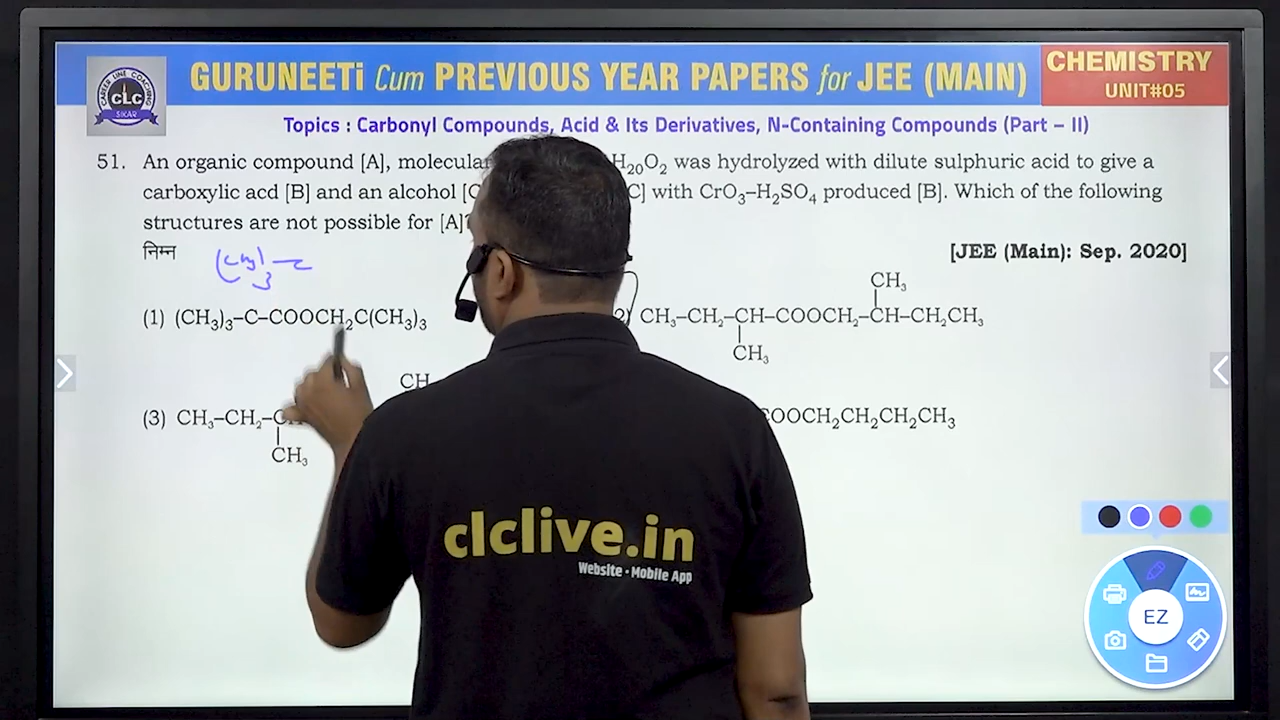 GURUNEETi Cum PREVIOUS YEAR PAPERS for JEE (MAIN)
CHEMISTRY
UNIT#05
CAREER LINE COACHING
CLC
SIKAR
Topics : Carbonyl Compounds, Acid & Its Derivatives, N-Containing Compounds (Part – II)
51. An organic compound [A], molecula H₂₀O₂ was hydrolyzed with dilute sulphuric acid to give a
carboxylic acd [B] and an alcohol [C C] with CrO₃–H₂SO₄ produced [B]. Which of the following
structures are not possible for [A]?
निम्न
[JEE (Main): Sep. 2020]
(CH₃)₃–C
(1) (CH₃)₃–C–COOCH₂C(CH₃)₃
CH₃
2) CH₃–CH₂–CH–COOCH₂–CH–CH₂CH₃
CH₃
CH
(3) CH₃–CH₂–C
COOCH₂CH₂CH₂CH₃
CH₃
clclive.in
Website • Mobile App
EZ